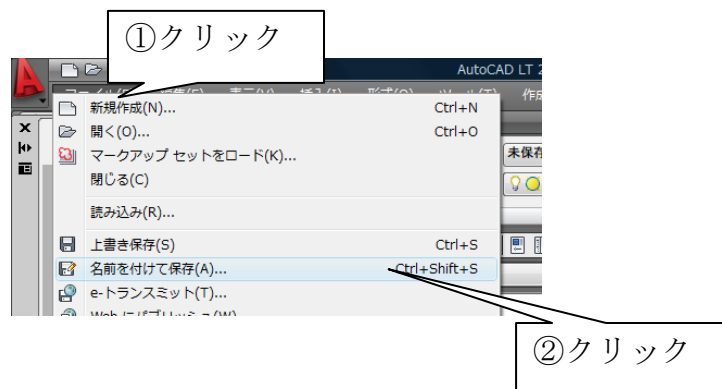 ①クリック
AutoCAD LT 2
新規作成(N)... Ctrl+N
開く(O)... Ctrl+O
マークアップ セットをロード(K)...
未保存
閉じる(C)
読み込み(R)...
上書き保存(S) Ctrl+S
名前を付けて保存(A)... Ctrl+Shift+S
e-トランスミット(T)...
②クリック